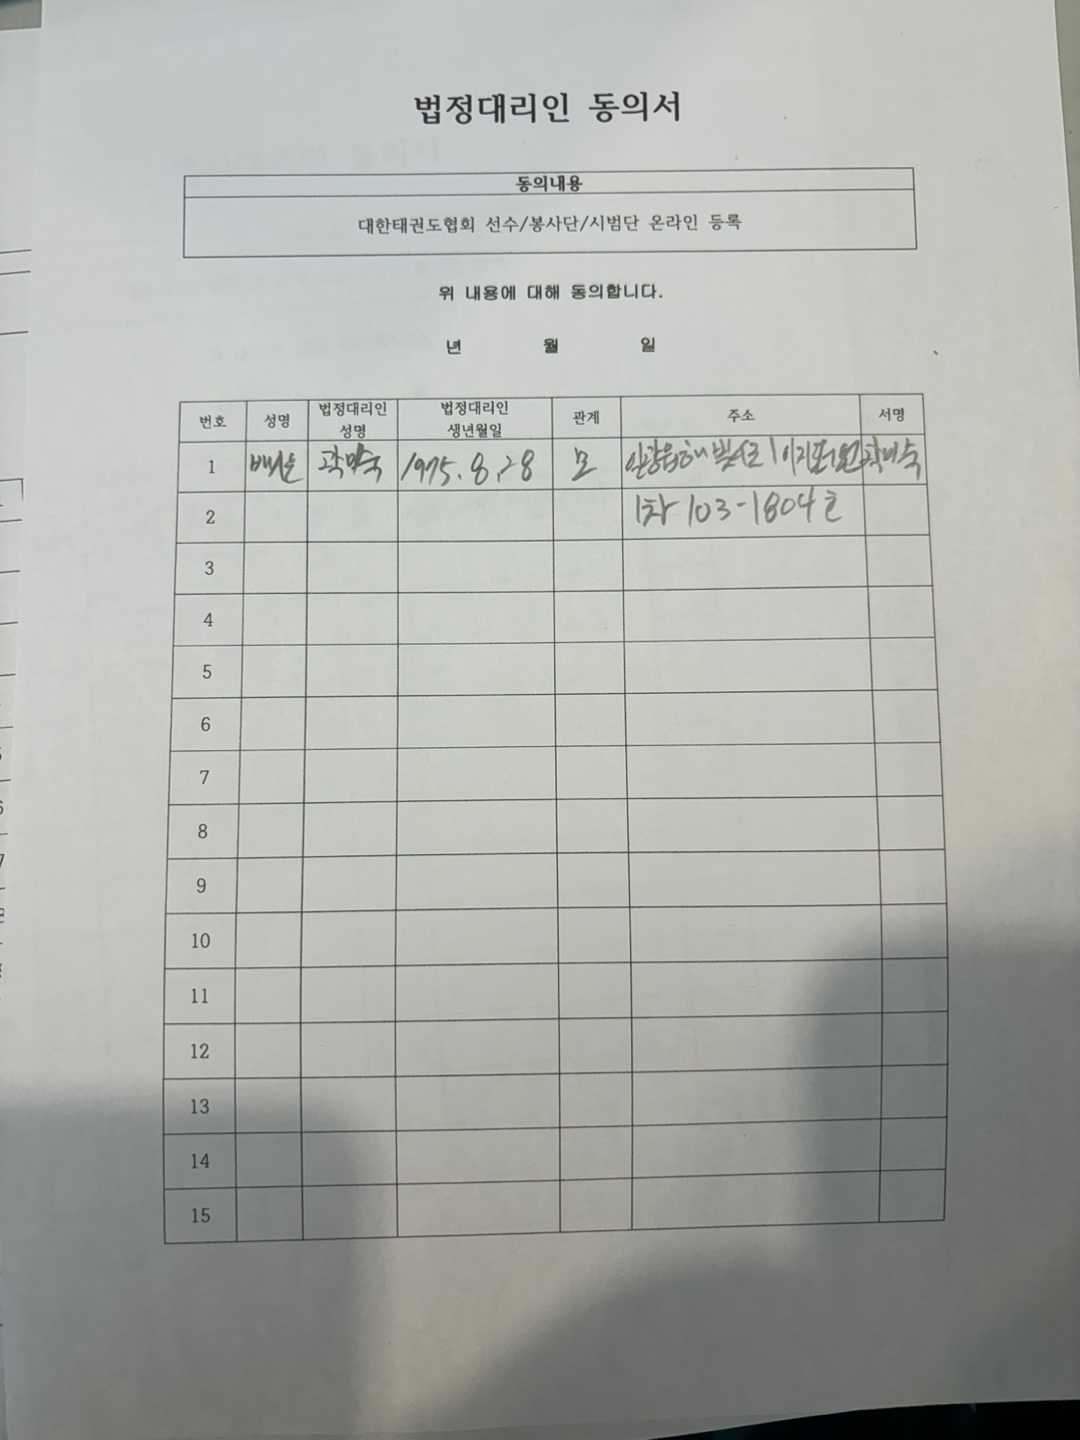 법정대리인 동의서
동의내용
대한태권도협회 선수/봉사단/시범단 온라인 등록
위 내용에 대해 동의합니다.
년 월 일
번호 성명 법정대리인 성명 법정대리인 생년월일 관계 주소 서명
1 곽미숙 1975. 8. 28 모 곽미숙
2 1차 103-1804호
3
4
5
6
7
8
9
10
11
12
13
14
15